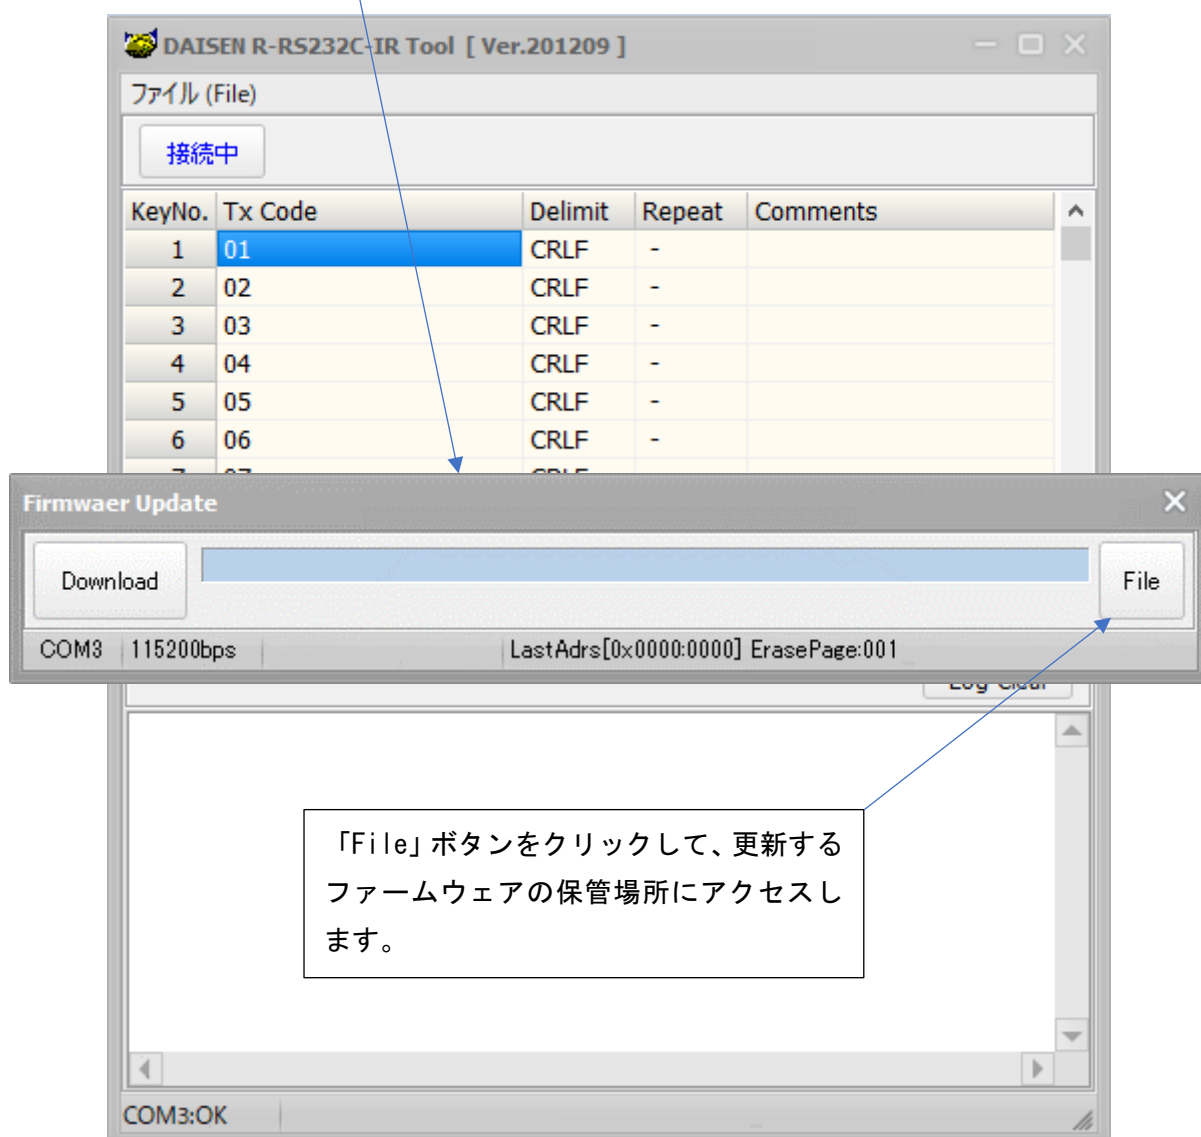 DAISEN R-RS232C-IR Tool [ Ver.201209 ]
ファイル (File)
接続中
KeyNo. Tx Code Delimit Repeat Comments
1 01 CRLF -
2 02 CRLF -
3 03 CRLF -
4 04 CRLF -
5 05 CRLF -
6 06 CRLF -
Firmwaer Update
Download File
COM3 115200bps LastAdrs[0x0000:0000] ErasePage:001
Log Clear
「File」ボタンをクリックして、更新する
ファームウェアの保管場所にアクセスし
ます。
COM3:OK